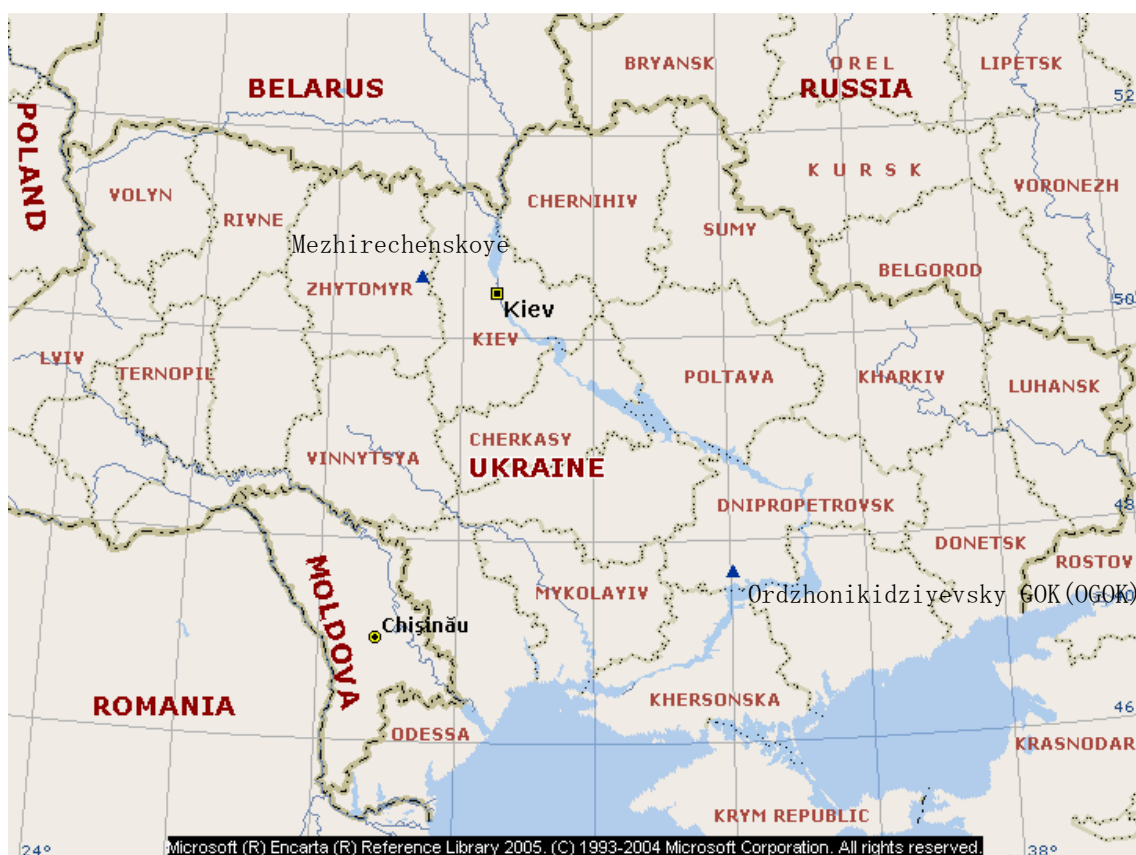 BRYANSK
OREL
LIPETSK
BELARUS
RUSSIA
52
POLAND
KURSK
VORONEZH
VOLYN
RIVNE
CHERNIHIV
SUMY
Mezhirechenskoye
BELGOROD
ZHYTOMYR
50°
Kiev
KIEV
LVIV
TERNOPIL
POLTAVA
KHARKIV
LUHANSK
CHERKASY
VINNYTSYA
UKRAINE
DNIPROPETROVSK
48
DONETSK
ROSTOV
MOLDOVA
MYKOLAYIV
Ordzhonikidziyevsky GOK(OGOK)
Chișinău
ROMANIA
KHERSONSKA
46
ODESSA
KRASNODAR
KRYM REPUBLIC
24°
Microsoft (R) Encarta (R) Reference Library 2005. (C) 1993-2004 Microsoft Corporation. All rights reserved.
38°